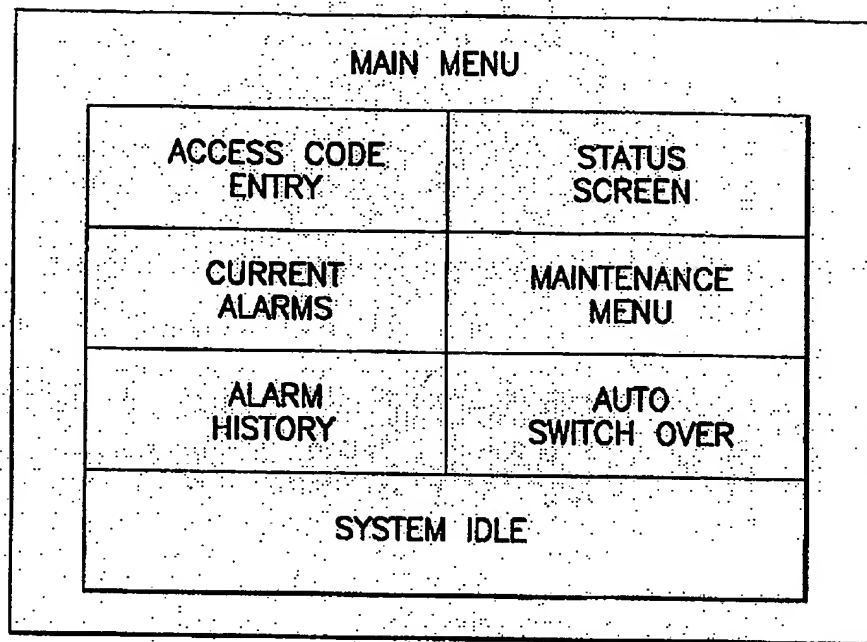 MAIN MENU
ACCESS CODE
ENTRY
STATUS
SCREEN
CURRENT
ALARMS
MAINTENANCE
MENU
ALARM
HISTORY
AUTO
SWITCH OVER
SYSTEM IDLE